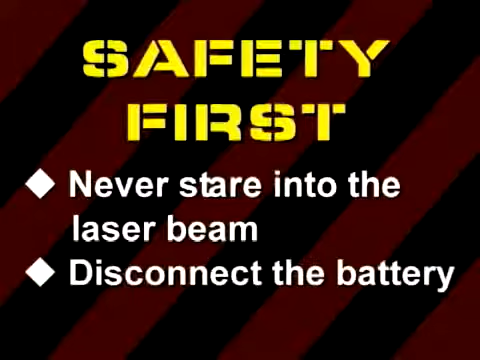 SAFETY
FIRST
Never stare into the
laser beam
Disconnect the battery